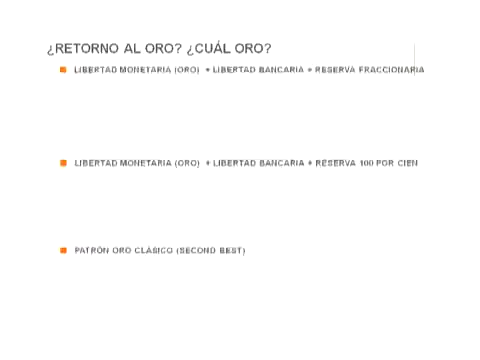 ¿RETORNO AL ORO? ¿CUÁL ORO?
LIBERTAD MONETARIA (ORO) + LIBERTAD BANCARIA + RESERVA FRACCIONARIA
LIBERTAD MONETARIA (ORO) + LIBERTAD BANCARIA + RESERVA 100 POR CIEN
PATRÓN ORO CLÁSICO (SECOND BEST)